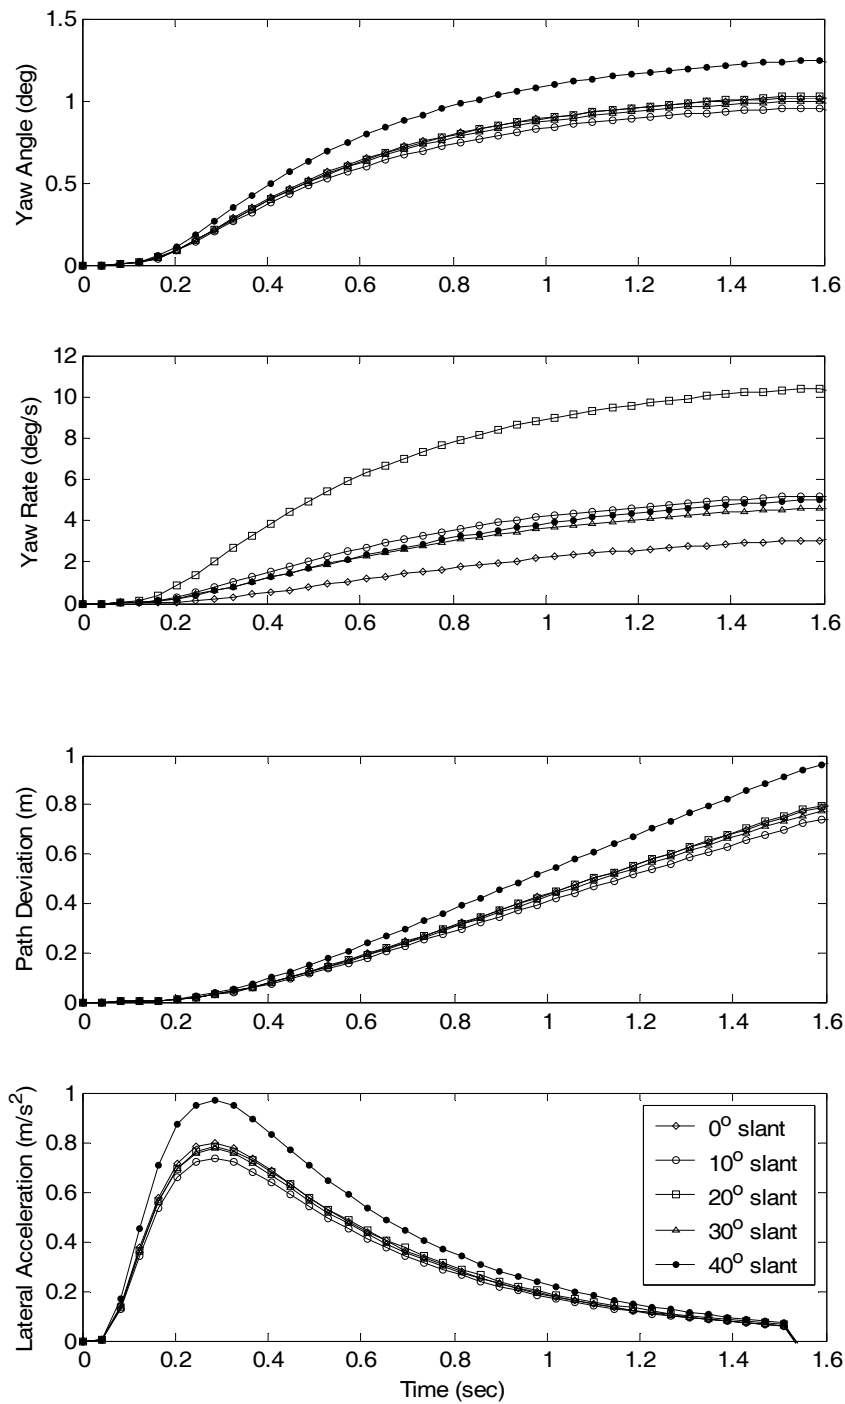 1.5
1
0.5
0
Yaw Angle (deg)
0 0.2 0.4 0.6 0.8 1 1.2 1.4 1.6
12
10
8
6
4
2
0
Yaw Rate (deg/s)
0 0.2 0.4 0.6 0.8 1 1.2 1.4 1.6
1
0.8
0.6
0.4
0.2
0
Path Deviation (m)
0 0.2 0.4 0.6 0.8 1 1.2 1.4 1.6
1
0.8
0.6
0.4
0.2
0
Lateral Acceleration (m/s²)
0º slant
10º slant
20º slant
30º slant
40º slant
0 0.2 0.4 0.6 0.8 1 1.2 1.4 1.6
Time (sec)